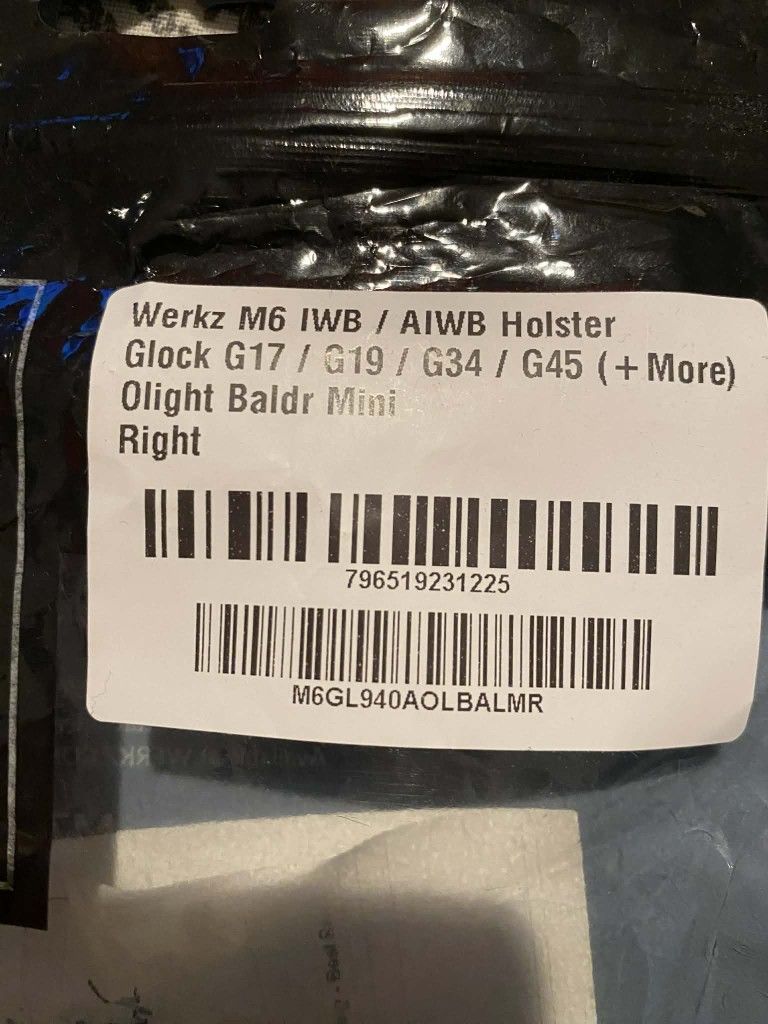 Werkz M6 IWB / AIWB Holster
Glock G17 / G19 / G34 / G45 (+More)
Olight Baldr Mini
Right
796519231225
M6GL940AOLBALMR